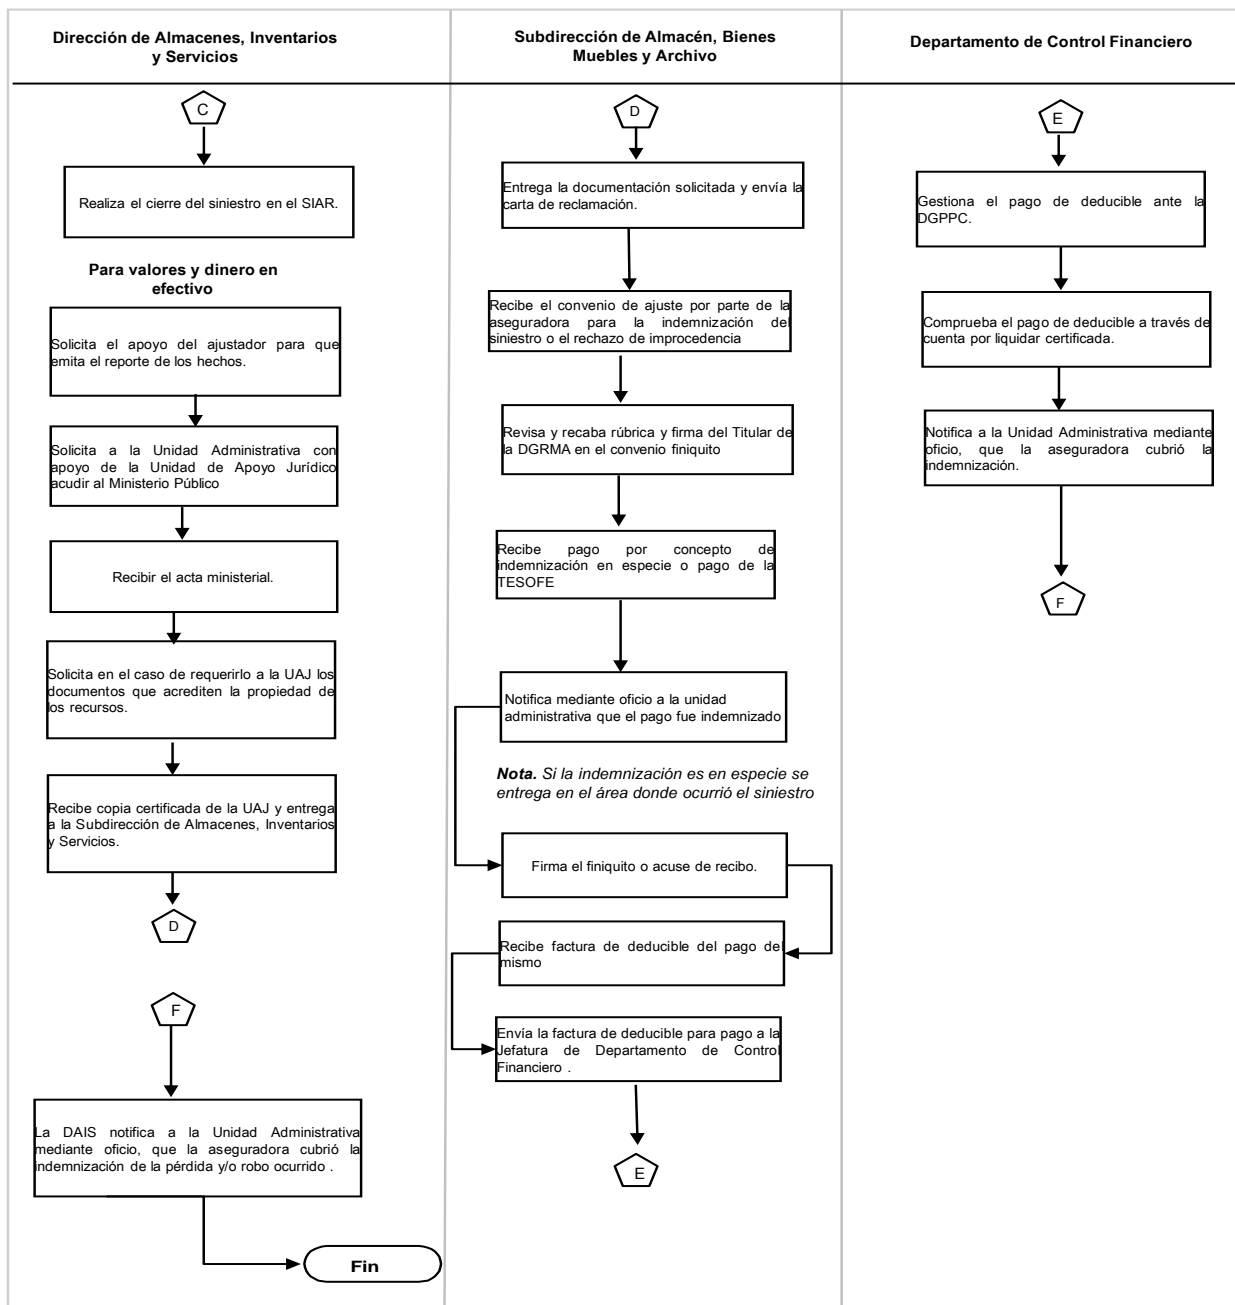 Dirección de Almacenes, Inventarios
y Servicios
C
Realiza el cierre del siniestro en el SIAR.
Para valores y dinero en
efectivo
Solicita el apoyo del ajustador para que
emita el reporte de los hechos.
Solicita a la Unidad Administrativa con
apoyo de la Unidad de Apoyo Jurídico
acudir al Ministerio Público
Recibir el acta ministerial.
Solicita en el caso de requerirlo a la UAJ los
documentos que acrediten la propiedad de
los recursos.
Recibe copia certificada de la UAJ y entrega
a la Subdirección de Almacenes, Inventarios
y Servicios.
D
F
La DAIS notifica a la Unidad Administrativa
mediante oficio, que la aseguradora cubrió la
indemnización de la pérdida y/o robo ocurrido .
Fin
Subdirección de Almacén, Bienes
Muebles y Archivo
D
Entrega la documentación solicitada y envía la
carta de reclamación.
Recibe el convenio de ajuste por parte de la
aseguradora para la indemnización del
siniestro o el rechazo de improcedencia
Revisa y recaba rúbrica y firma del Titular de
la DGRMA en el convenio finiquito
Recibe pago por concepto de
indemnización en especie o pago de la
TESOFE
Notifica mediante oficio a la unidad
administrativa que el pago fue indemnizado
Nota. Si la indemnización es en especie se
entrega en el área donde ocurrió el siniestro
Firma el finiquito o acuse de recibo.
Recibe factura de deducible del pago del
mismo
Envía la factura de deducible para pago a la
Jefatura de Departamento de Control
Financiero .
E
Departamento de Control Financiero
E
Gestiona el pago de deducible ante la
DGPPC.
Comprueba el pago de deducible a través de
cuenta por liquidar certificada.
Notifica a la Unidad Administrativa mediante
oficio, que la aseguradora cubrió la
indemnización.
F